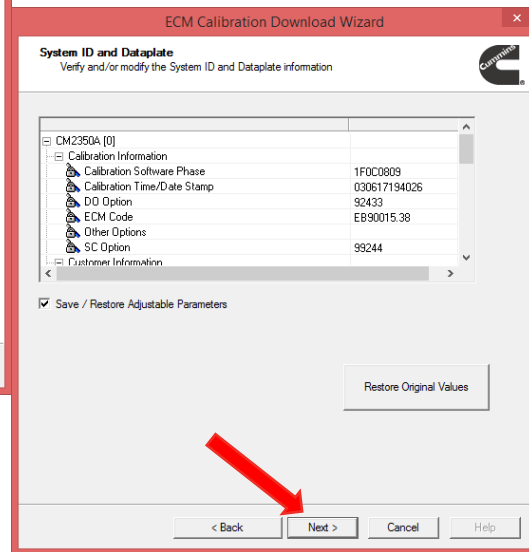 ECM Calibration Download Wizard
×
System ID and Dataplate
Verify and/or modify the System ID and Dataplate information
cummins
CM2350A [0]
Calibration Information
Calibration Software Phase 1F0C0809
Calibration Time/Date Stamp 030617194026
DO Option 92433
ECM Code EB90015.38
Other Options
SC Option 99244
Customer Information
Save / Restore Adjustable Parameters
Restore Original Values
< Back Next > Cancel Help